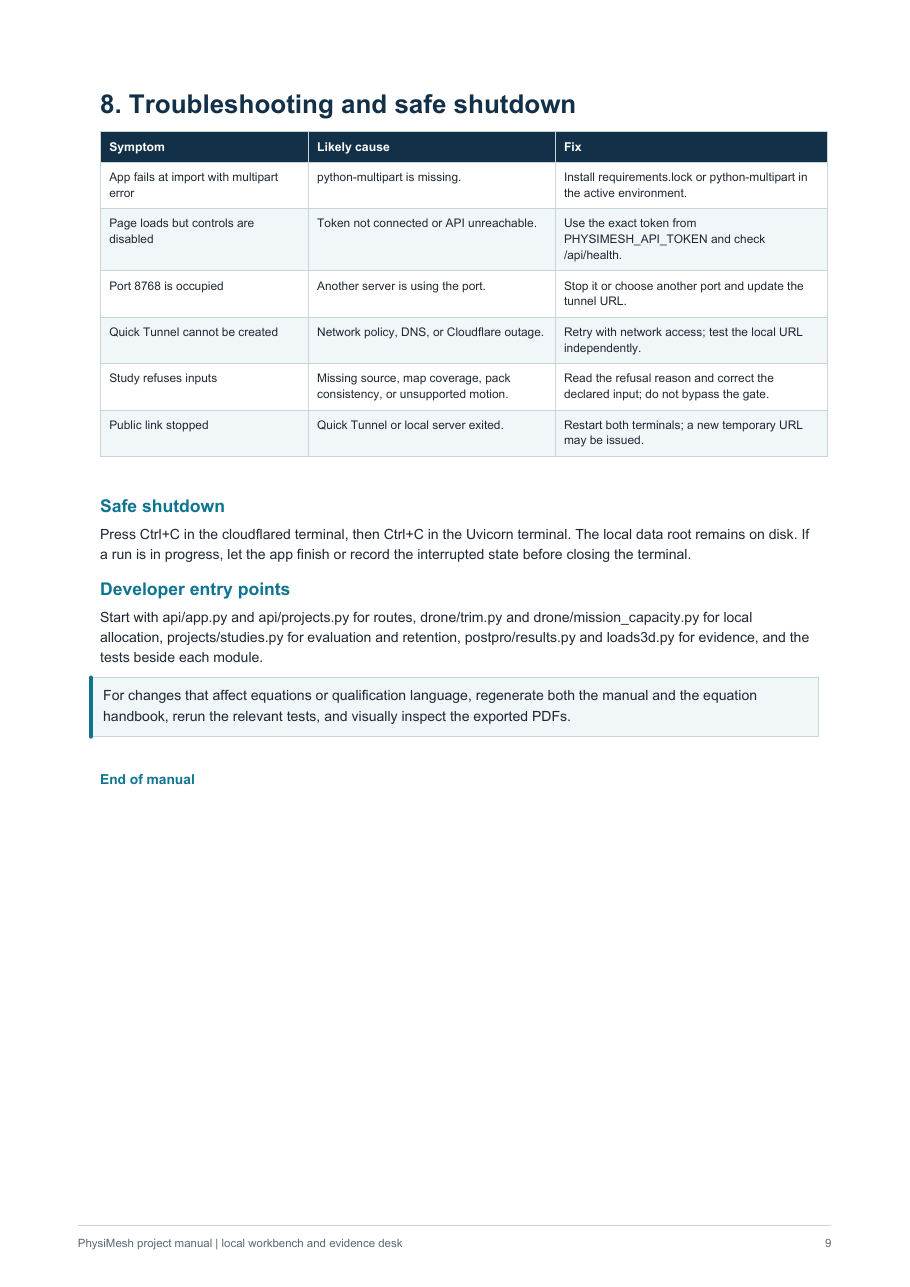 8. Troubleshooting and safe shutdown
Symptom
Likely cause
Fix
App fails at import with multipart
error
python-multipart is missing.
Install requirements.lock or python-multipart in
the active environment.
Page loads but controls are
disabled
Token not connected or API unreachable.
Use the exact token from
PHYSIMESH_API_TOKEN and check
/api/health.
Port 8768 is occupied
Another server is using the port.
Stop it or choose another port and update the
tunnel URL.
Quick Tunnel cannot be created
Network policy, DNS, or Cloudflare outage.
Retry with network access; test the local URL
independently.
Study refuses inputs
Missing source, map coverage, pack
consistency, or unsupported motion.
Read the refusal reason and correct the
declared input; do not bypass the gate.
Public link stopped
Quick Tunnel or local server exited.
Restart both terminals; a new temporary URL
may be issued.
Safe shutdown
Press Ctrl+C in the cloudflared terminal, then Ctrl+C in the Uvicorn terminal. The local data root remains on disk. If
a run is in progress, let the app finish or record the interrupted state before closing the terminal.
Developer entry points
Start with api/app.py and api/projects.py for routes, drone/trim.py and drone/mission_capacity.py for local
allocation, projects/studies.py for evaluation and retention, postpro/results.py and loads3d.py for evidence, and the
tests beside each module.
For changes that affect equations or qualification language, regenerate both the manual and the equation
handbook, rerun the relevant tests, and visually inspect the exported PDFs.
End of manual
PhysiMesh project manual | local workbench and evidence desk
9